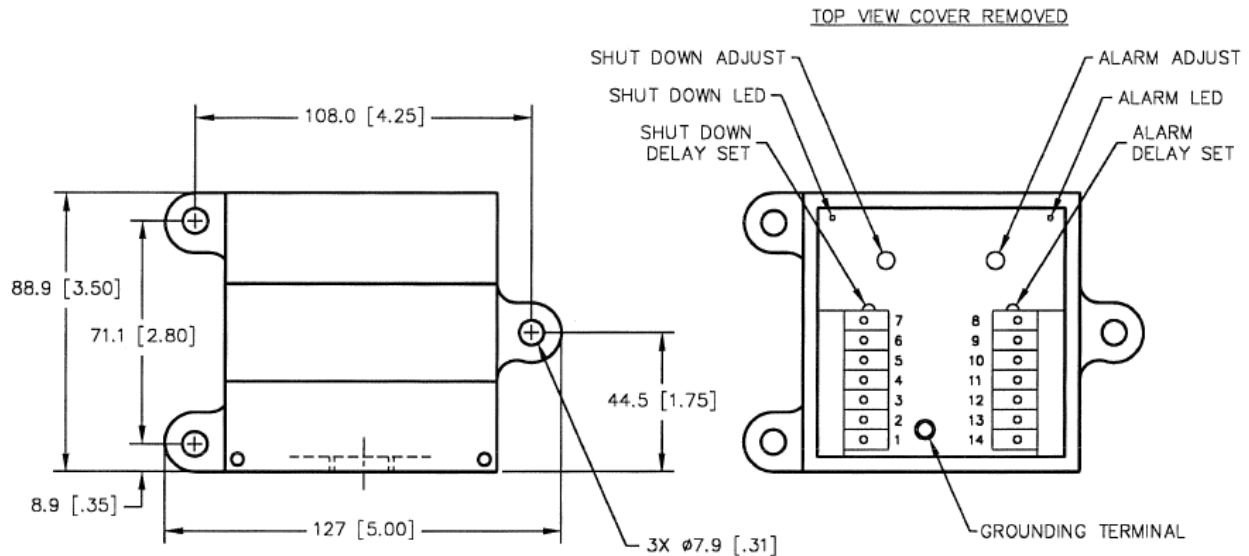 TOP VIEW COVER REMOVED
SHUT DOWN ADJUST
ALARM ADJUST
SHUT DOWN LED
ALARM LED
SHUT DOWN
DELAY SET
ALARM
DELAY SET
108.0 [4.25]
88.9 [3.50]
71.1 [2.80]
44.5 [1.75]
8.9 [.35]
127 [5.00]
3X ø7.9 [.31]
7 8
6 9
5 10
4 11
3 12
2 13
1 14
GROUNDING TERMINAL